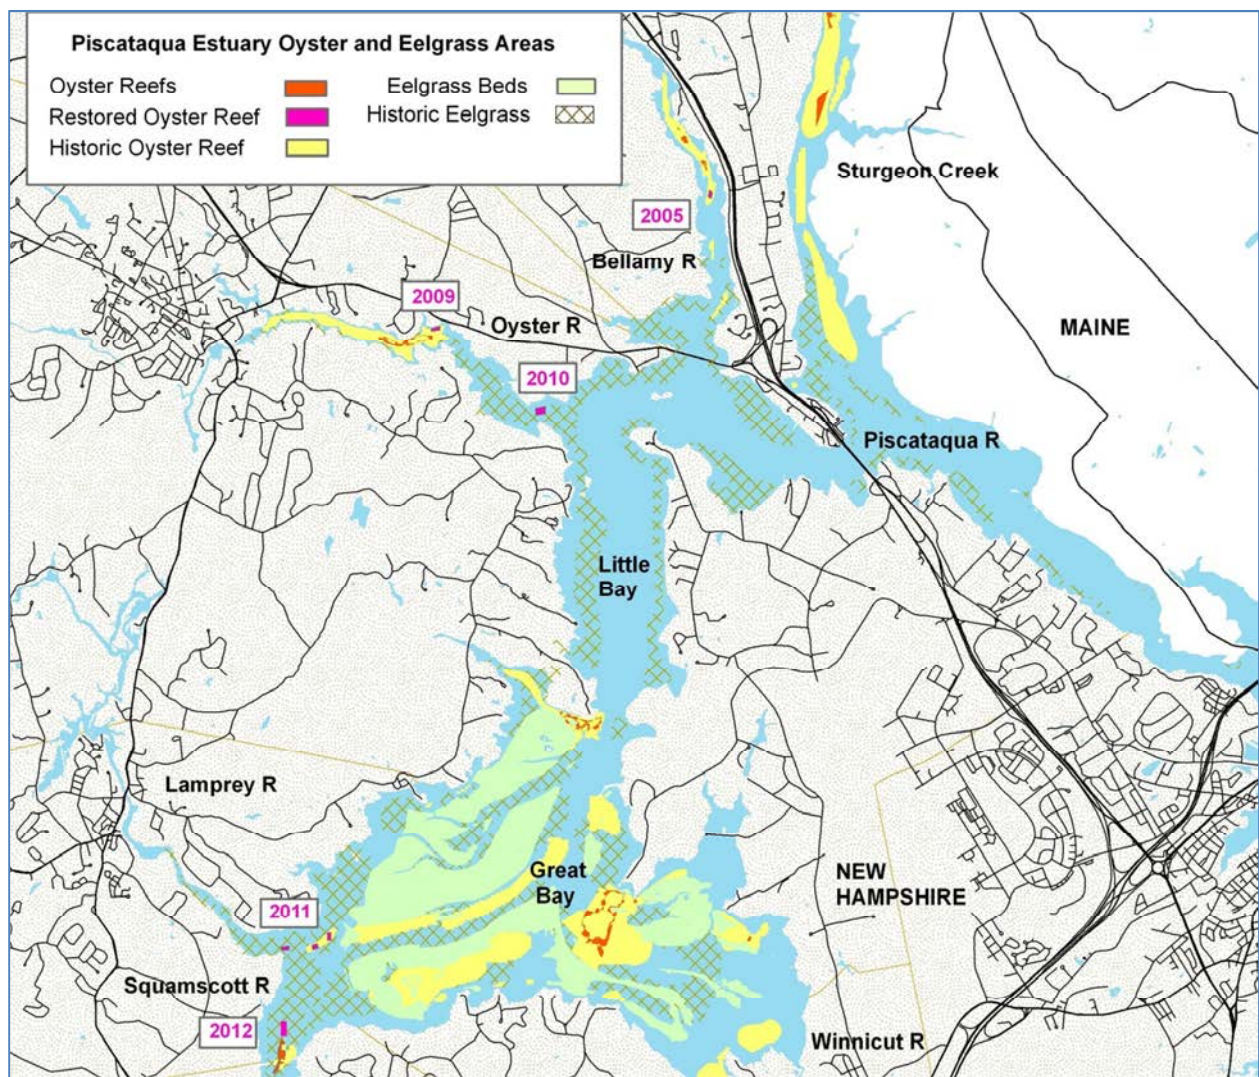 Piscataqua Estuary Oyster and Eelgrass Areas
Oyster Reefs
Eelgrass Beds
Restored Oyster Reef
Historic Eelgrass
Historic Oyster Reef
Sturgeon Creek
2005
Bellamy R
2009
Oyster R
MAINE
2010
Piscataqua R
Little
Bay
Lamprey R
Great
Bay
NEW
HAMPSHIRE
2011
Squamscott R
2012
Winnicut R